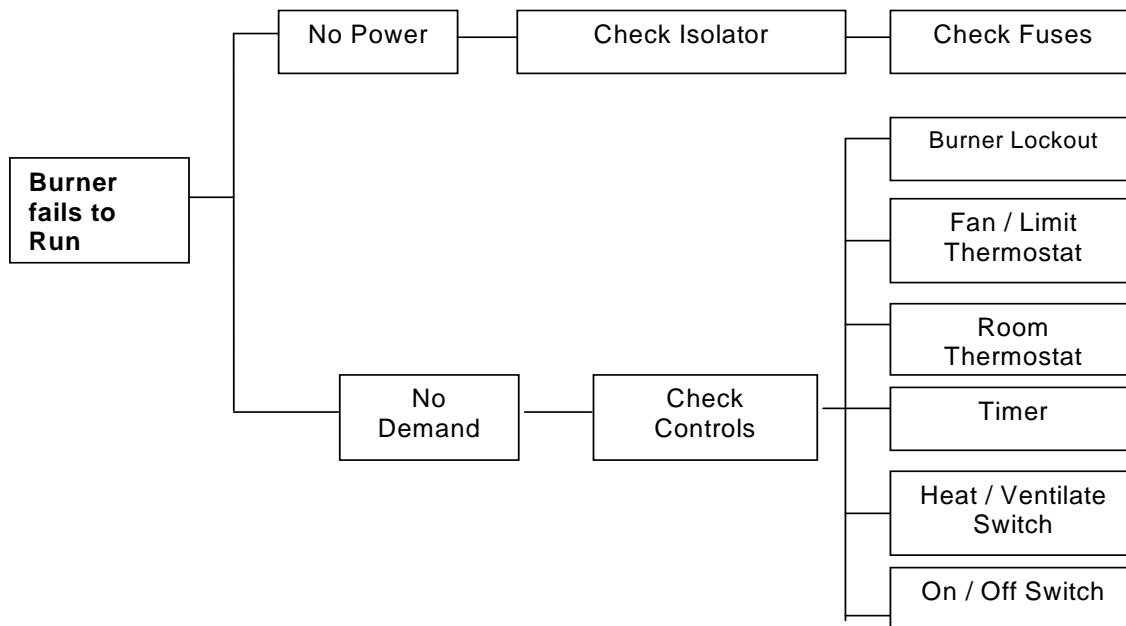 No Power
Check Isolator
Check Fuses
Burner
fails to
Run
Burner Lockout
Fan / Limit
Thermostat
Room
Thermostat
No
Demand
Check
Controls
Timer
Heat / Ventilate
Switch
On / Off Switch